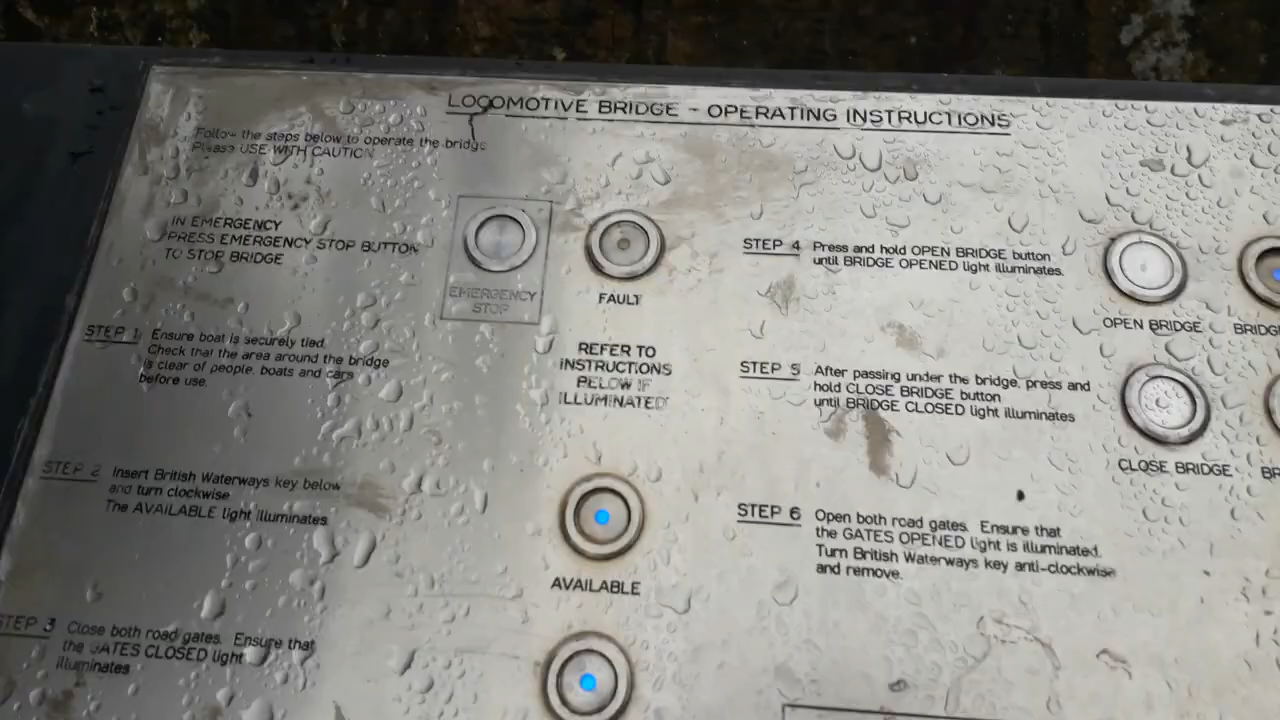 LOCOMOTIVE BRIDGE - OPERATING INSTRUCTIONS
Follow the steps below to operate the bridge
Please USE WITH CAUTION
IN EMERGENCY
PRESS EMERGENCY STOP BUTTON
TO STOP BRIDGE
EMERGENCY
STOP
FAULT
REFER TO
INSTRUCTIONS
BELOW IF
ILLUMINATED
STEP 1 Ensure boat is securely tied
Check that the area around the bridge
is clear of people, boats and cars
before use.
STEP 2 Insert British Waterways key below
and turn clockwise
The AVAILABLE light illuminates
AVAILABLE
STEP 3 Close both road gates. Ensure that
the GATES CLOSED light
illuminates
STEP 4 Press and hold OPEN BRIDGE button
until BRIDGE OPENED light illuminates.
OPEN BRIDGE
STEP 5 After passing under the bridge, press and
hold CLOSE BRIDGE button
until BRIDGE CLOSED light illuminates
CLOSE BRIDGE
STEP 6 Open both road gates. Ensure that
the GATES OPENED light is illuminated.
Turn British Waterways key anti-clockwise
and remove.